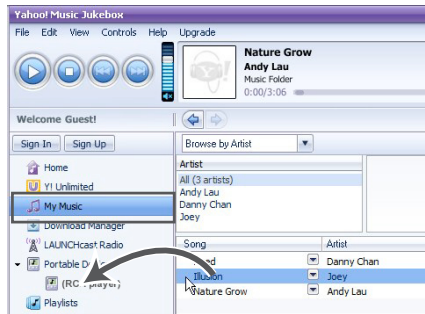 Yahoo! Music Jukebox
File Edit View Controls Help Upgrade
Nature Grow
Andy Lau
Music Folder
0:00/3:06
Welcome Guest!
Sign In Sign Up
Browse by Artist
Home
Artist
All (3 artists)
Y! Unlimited
Andy Lau
My Music
Danny Chan
Joey
Download Manager
LAUNCHcast Radio
Song Artist
Portable
Danny Chan
Illusion Joey
player)
Nature Grow Andy Lau
Playlists